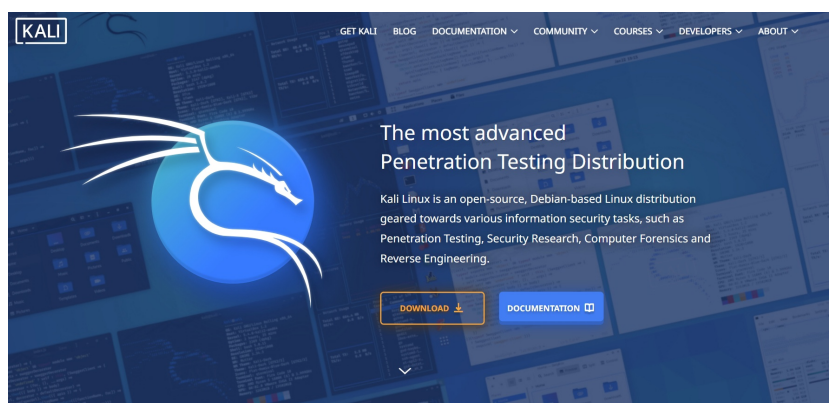 KALI
GET KALI BLOG DOCUMENTATION COMMUNITY COURSES DEVELOPERS ABOUT
The most advanced
Penetration Testing Distribution
Kali Linux is an open-source, Debian-based Linux distribution
geared towards various information security tasks, such as
Penetration Testing, Security Research, Computer Forensics and
Reverse Engineering.
DOWNLOAD
DOCUMENTATION